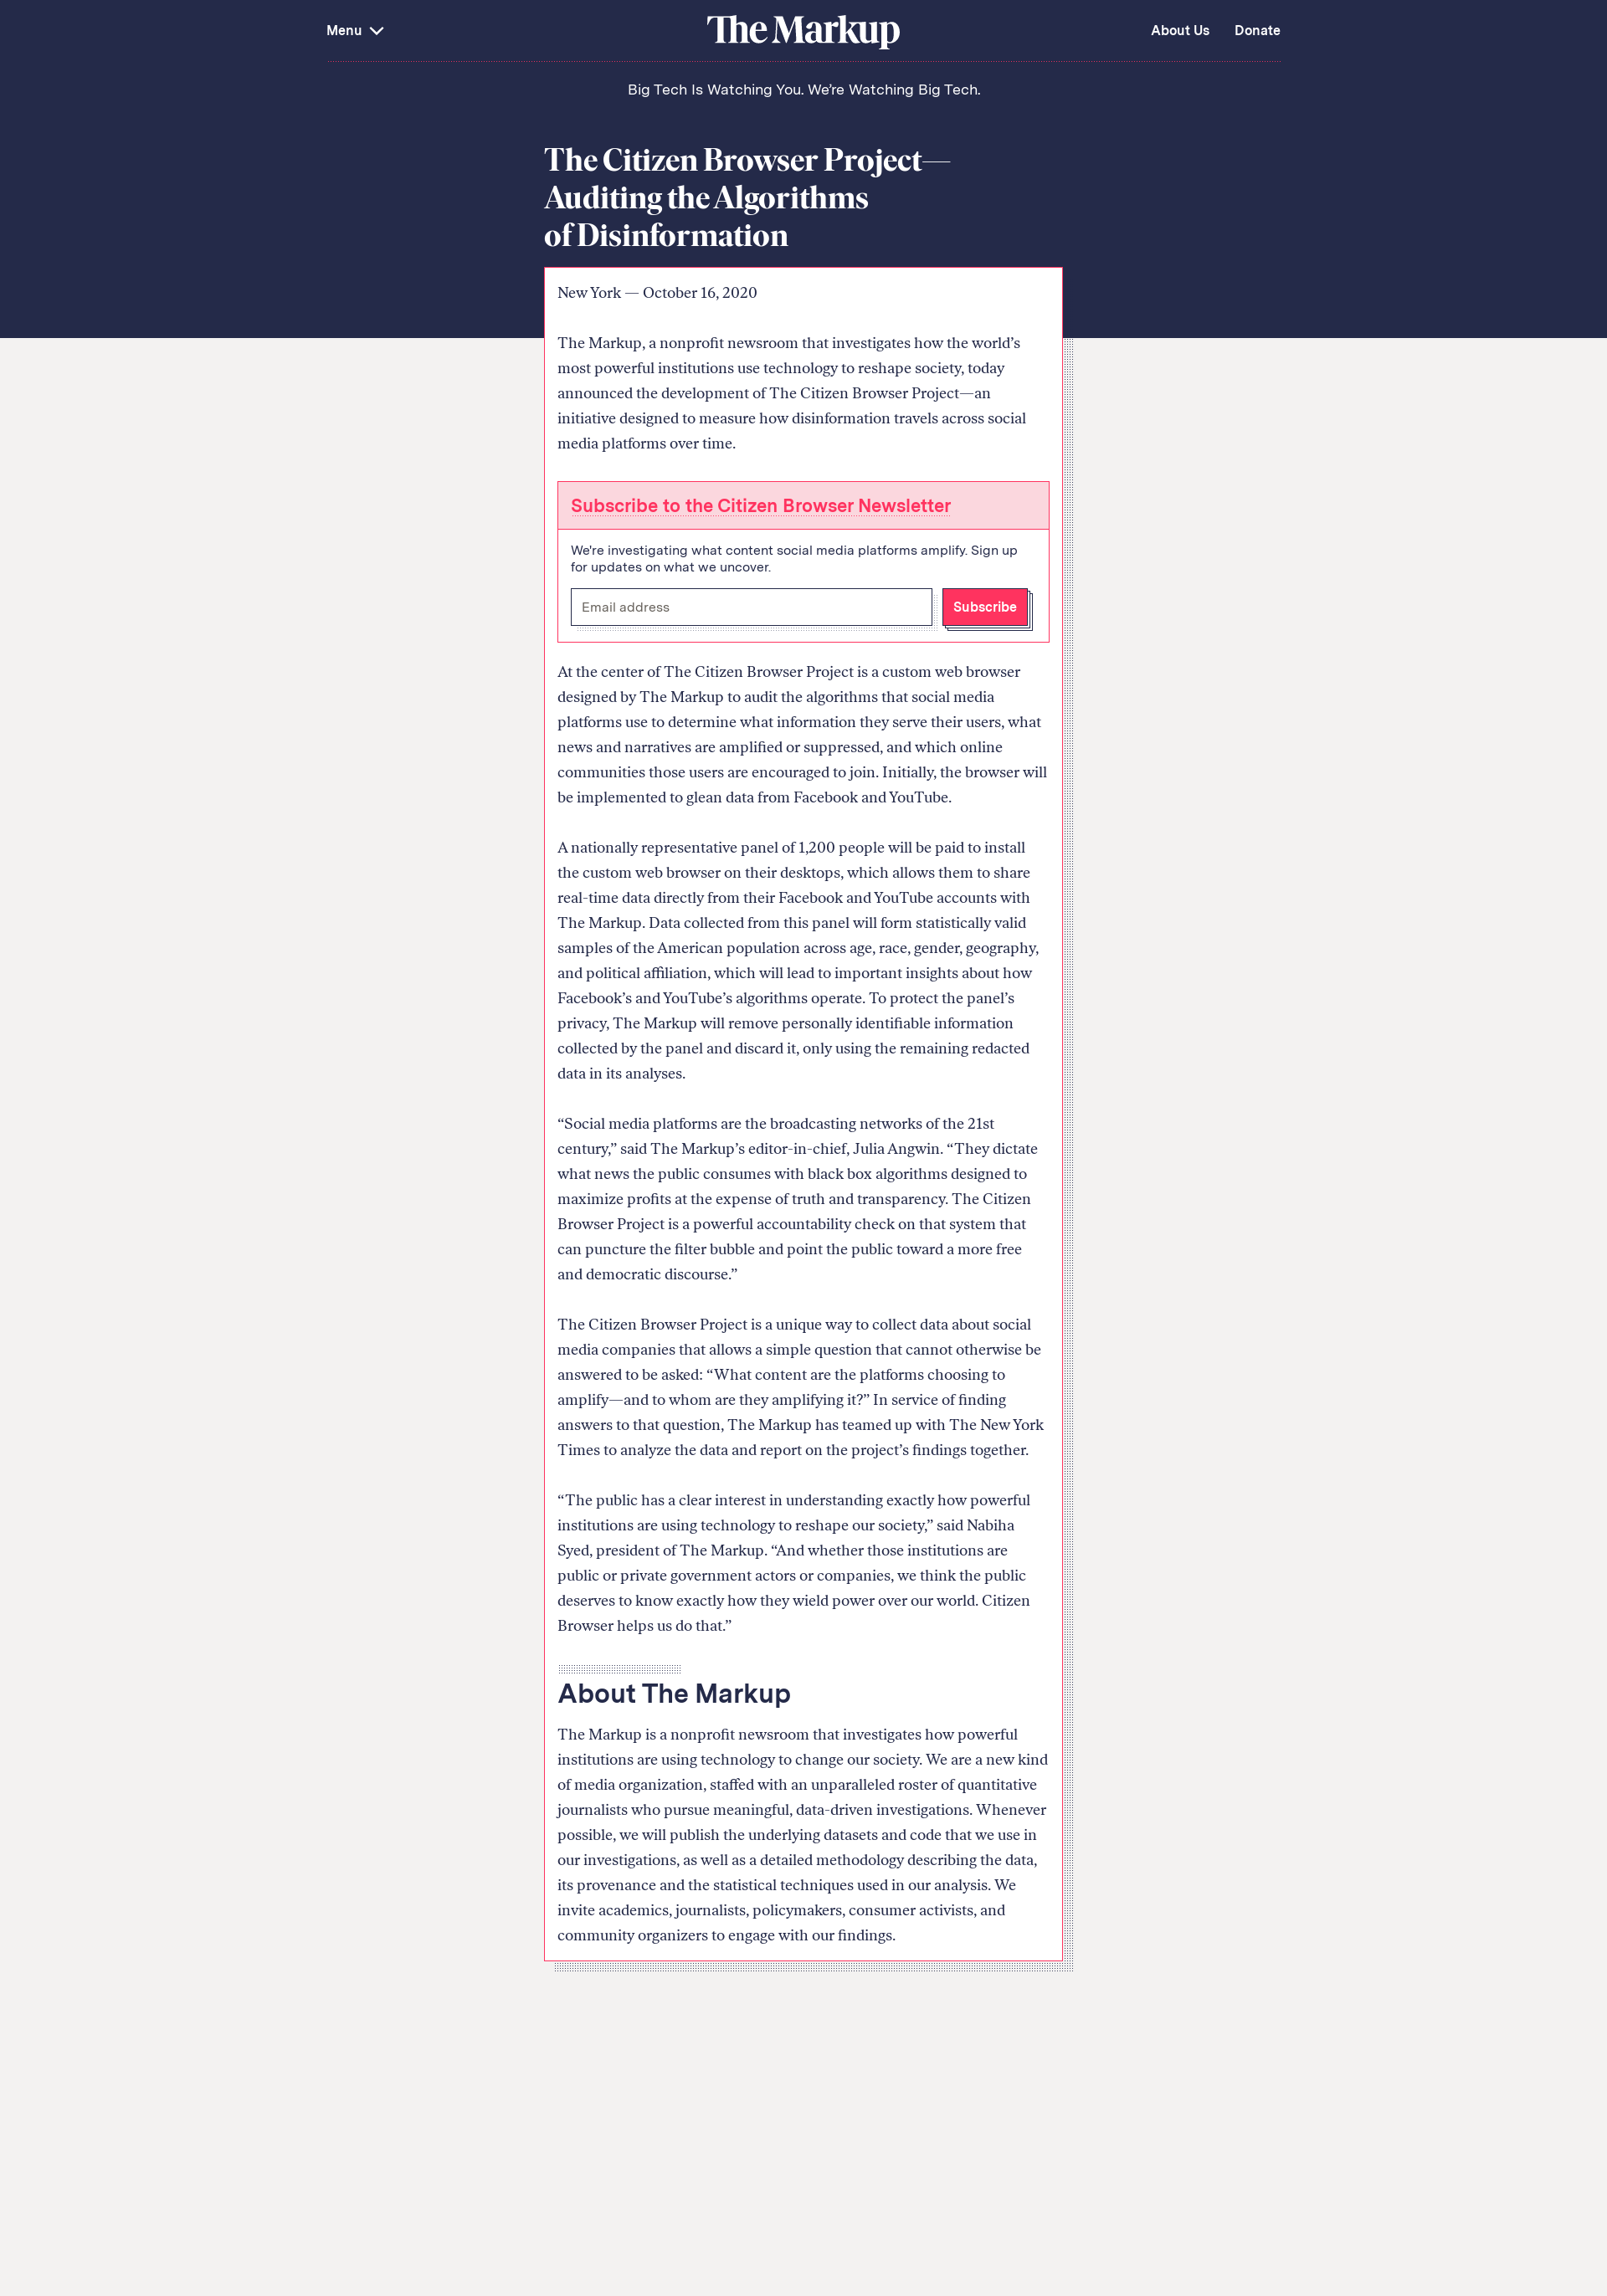 Menu
The Markup
About Us
Donate
Big Tech Is Watching You. We’re Watching Big Tech.
The Citizen Browser Project—
Auditing the Algorithms
of Disinformation
New York — October 16, 2020
The Markup, a nonprofit newsroom that investigates how the world’s
most powerful institutions use technology to reshape society, today
announced the development of The Citizen Browser Project—an
initiative designed to measure how disinformation travels across social
media platforms over time.
Subscribe to the Citizen Browser Newsletter
We're investigating what content social media platforms amplify. Sign up
for updates on what we uncover.
Email address
Subscribe
At the center of The Citizen Browser Project is a custom web browser
designed by The Markup to audit the algorithms that social media
platforms use to determine what information they serve their users, what
news and narratives are amplified or suppressed, and which online
communities those users are encouraged to join. Initially, the browser will
be implemented to glean data from Facebook and YouTube.
A nationally representative panel of 1,200 people will be paid to install
the custom web browser on their desktops, which allows them to share
real-time data directly from their Facebook and YouTube accounts with
The Markup. Data collected from this panel will form statistically valid
samples of the American population across age, race, gender, geography,
and political affiliation, which will lead to important insights about how
Facebook’s and YouTube’s algorithms operate. To protect the panel’s
privacy, The Markup will remove personally identifiable information
collected by the panel and discard it, only using the remaining redacted
data in its analyses.
“Social media platforms are the broadcasting networks of the 21st
century,” said The Markup’s editor-in-chief, Julia Angwin. “They dictate
what news the public consumes with black box algorithms designed to
maximize profits at the expense of truth and transparency. The Citizen
Browser Project is a powerful accountability check on that system that
can puncture the filter bubble and point the public toward a more free
and democratic discourse.”
The Citizen Browser Project is a unique way to collect data about social
media companies that allows a simple question that cannot otherwise be
answered to be asked: “What content are the platforms choosing to
amplify—and to whom are they amplifying it?” In service of finding
answers to that question, The Markup has teamed up with The New York
Times to analyze the data and report on the project’s findings together.
“The public has a clear interest in understanding exactly how powerful
institutions are using technology to reshape our society,” said Nabiha
Syed, president of The Markup. “And whether those institutions are
public or private government actors or companies, we think the public
deserves to know exactly how they wield power over our world. Citizen
Browser helps us do that.”
About The Markup
The Markup is a nonprofit newsroom that investigates how powerful
institutions are using technology to change our society. We are a new kind
of media organization, staffed with an unparalleled roster of quantitative
journalists who pursue meaningful, data-driven investigations. Whenever
possible, we will publish the underlying datasets and code that we use in
our investigations, as well as a detailed methodology describing the data,
its provenance and the statistical techniques used in our analysis. We
invite academics, journalists, policymakers, consumer activists, and
community organizers to engage with our findings.